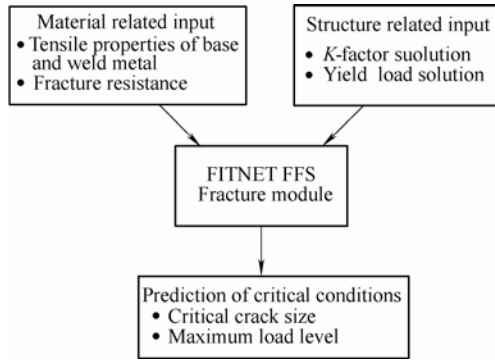 Material related input
• Tensile properties of base
and weld metal
• Fracture resistance
Structure related input
• K-factor suolution
• Yield load solution
FITNET FFS
Fracture module
Prediction of critical conditions
• Critical crack size
• Maximum load level